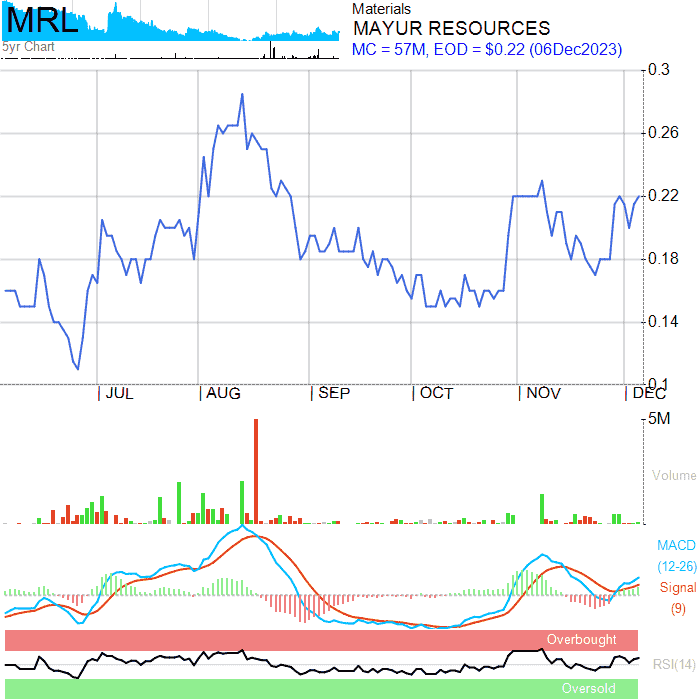 MRL
5yr Chart
Materials
MAYUR RESOURCES
MC = 57M, EOD = $0.22 (06Dec2023)
0.3
0.26
0.22
0.18
0.14
0.1
JUL
AUG
SEP
OCT
NOV
DEC
5M
Volume
MACD
(12-26)
Signal
(9)
Overbought
RSI(14)
Oversold